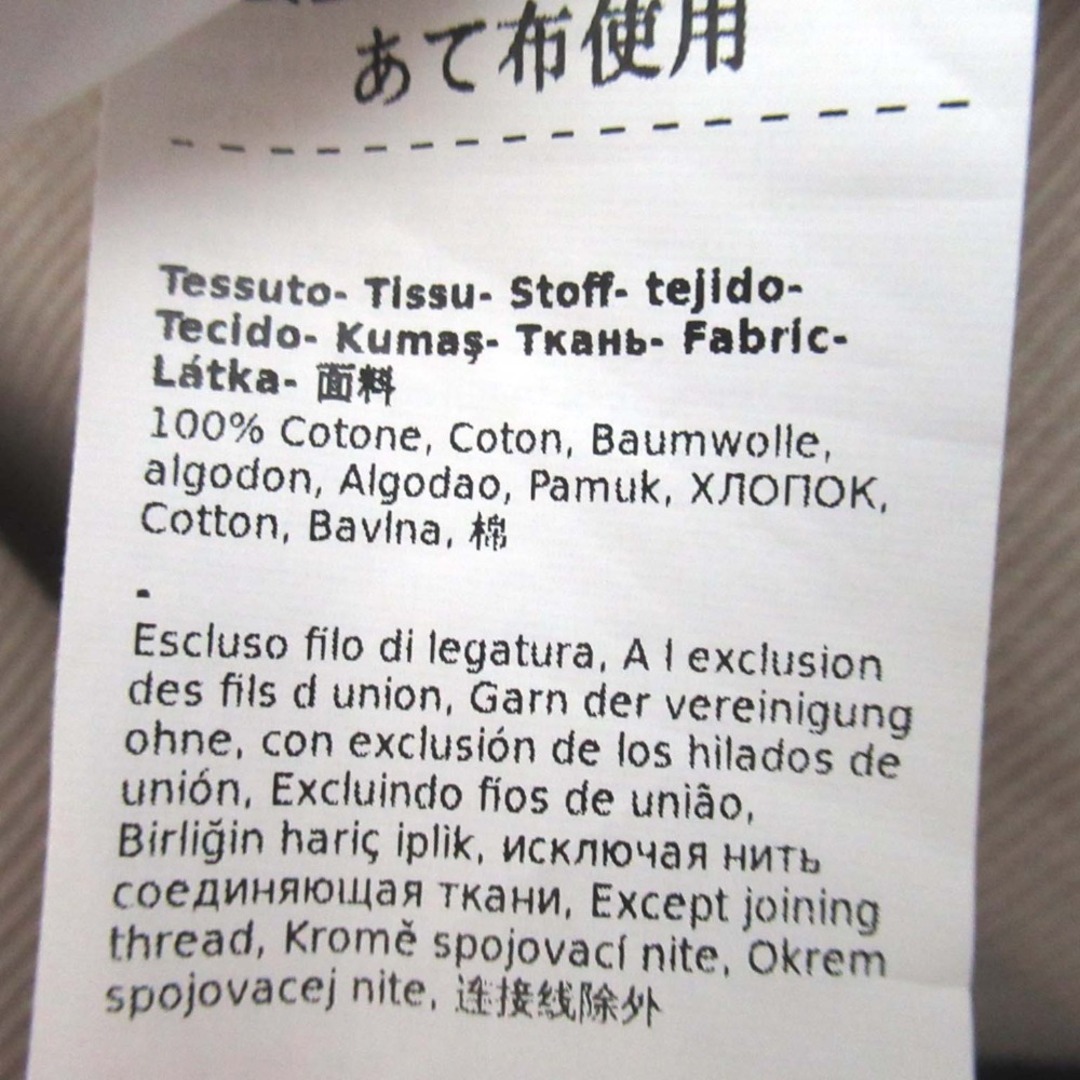 あて布使用
Tessuto- Tissu- Stoff- tejido-
Tecido- Kumaş- Ткань- Fabric-
Látka- 面料
100% Cotone, Coton, Baumwolle,
algodon, Algodao, Pamuk, ХЛОПОК,
Cotton, Bavlna, 棉
-
Escluso filo di legatura, A l exclusion
des fils d union, Garn der vereinigung
ohne, con exclusión de los hilados de
unión, Excluindo fios de união,
Birliğin hariç iplik, исключая нить
соединяющая ткани, Except joining
thread, Kromě spojovací nite, Okrem
spojovacej nite, 连接线除外